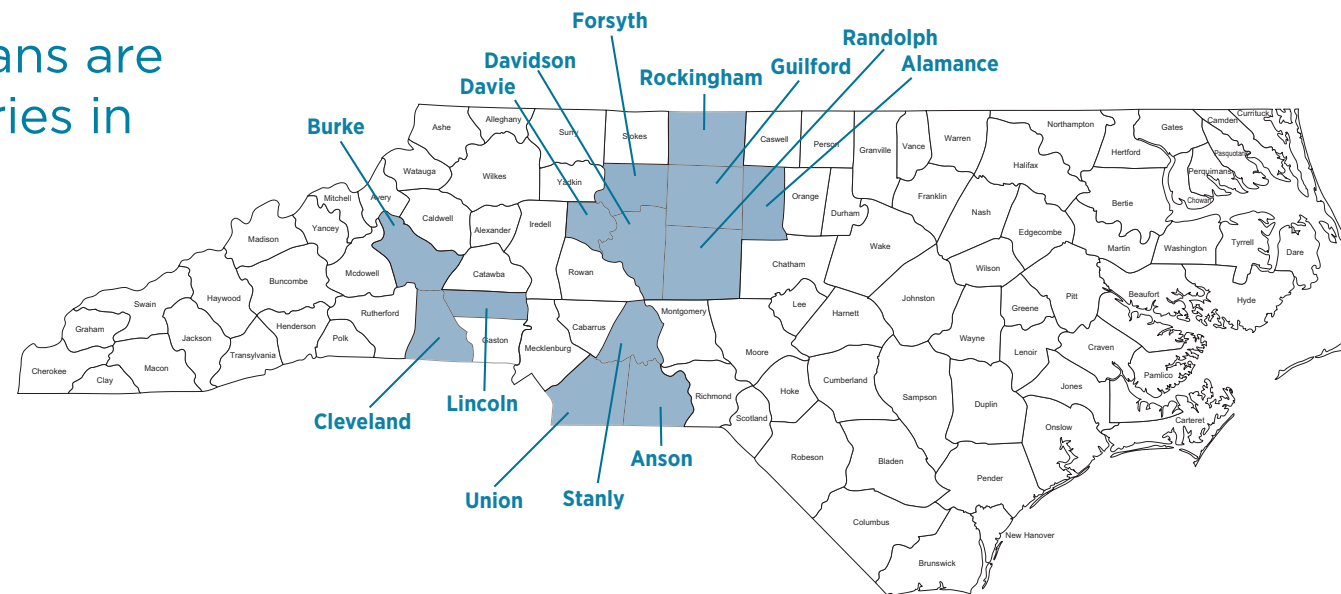 ans are
ries in
Forsyth
Randolph
Davidson
Guilford
Alamance
Rockingham
Davie
Burke
Ashe
Alleghany
Surry
Stokes
Caswell
Person
Granville
Vance
Warren
Northampton
Gates
Camden
Currituck
Hertford
Pasquotank
Halifax
Perquimans
Watauga
Wilkes
Yadkin
Mitchell
Avery
Orange
Franklin
Chowan
Bertie
Durham
Caldwell
Yancey
Alexander
Iredell
Nash
Edgecombe
Madison
Wake
Martin
Washington
Tyrrell
Dare
Mcdowell
Catawba
Rowan
Chatham
Wilson
Buncombe
Swain
Haywood
Johnston
Greene
Pitt
Beaufort
Hyde
Lee
Harnett
Rutherford
Montgomery
Graham
Henderson
Cabarrus
Jackson
Polk
Gaston
Mecklenburg
Wayne
Lenoir
Craven
Transylvania
Moore
Cherokee
Clay
Macon
Pamlico
Jones
Cumberland
Hoke
Sampson
Richmond
Duplin
Scotland
Carteret
Onslow
Lincoln
Cleveland
Anson
Robeson
Bladen
Pender
Union
Stanly
Columbus
New Hanover
Brunswick